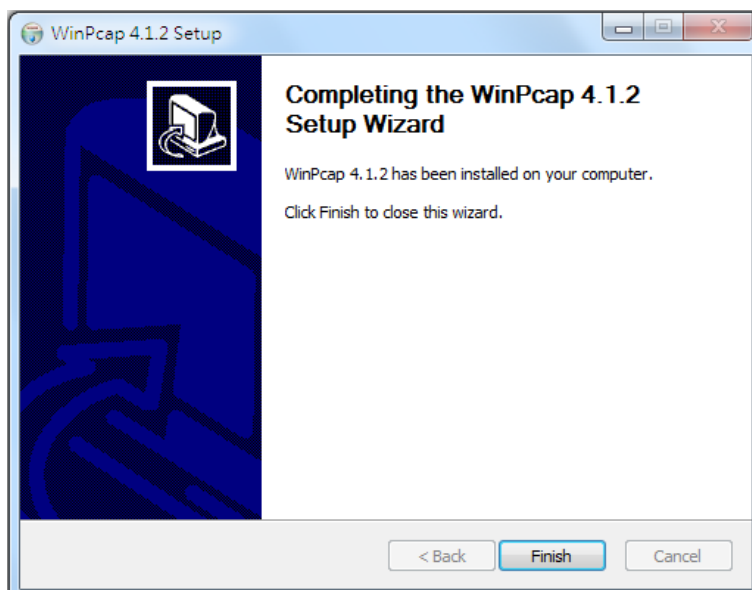 WinPcap 4.1.2 Setup
Completing the WinPcap 4.1.2
Setup Wizard
WinPcap 4.1.2 has been installed on your computer.
Click Finish to close this wizard.
< Back
Finish
Cancel